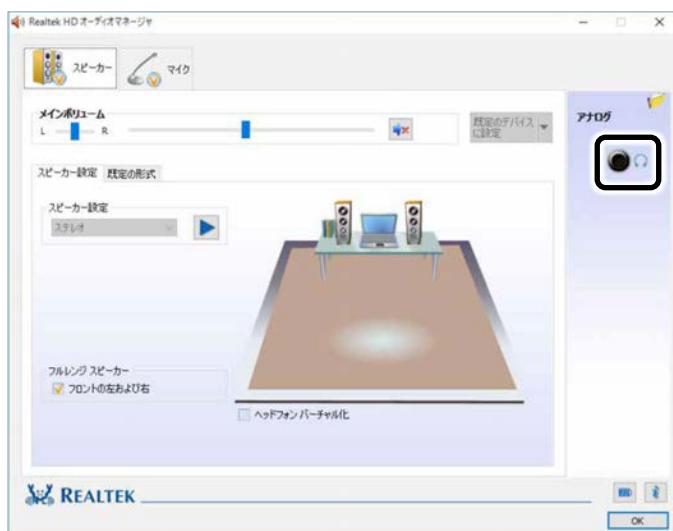 Realtek HD オーディオマネージャ
スピーカー
マイク
メインボリューム
L R
既定のデバイス
に設定
アナログ
スピーカー設定 既定の形式
スピーカー設定
ステレオ
フルレンジ スピーカー
フロントの左および右
ヘッドフォン バーチャル化
REALTEK
OK